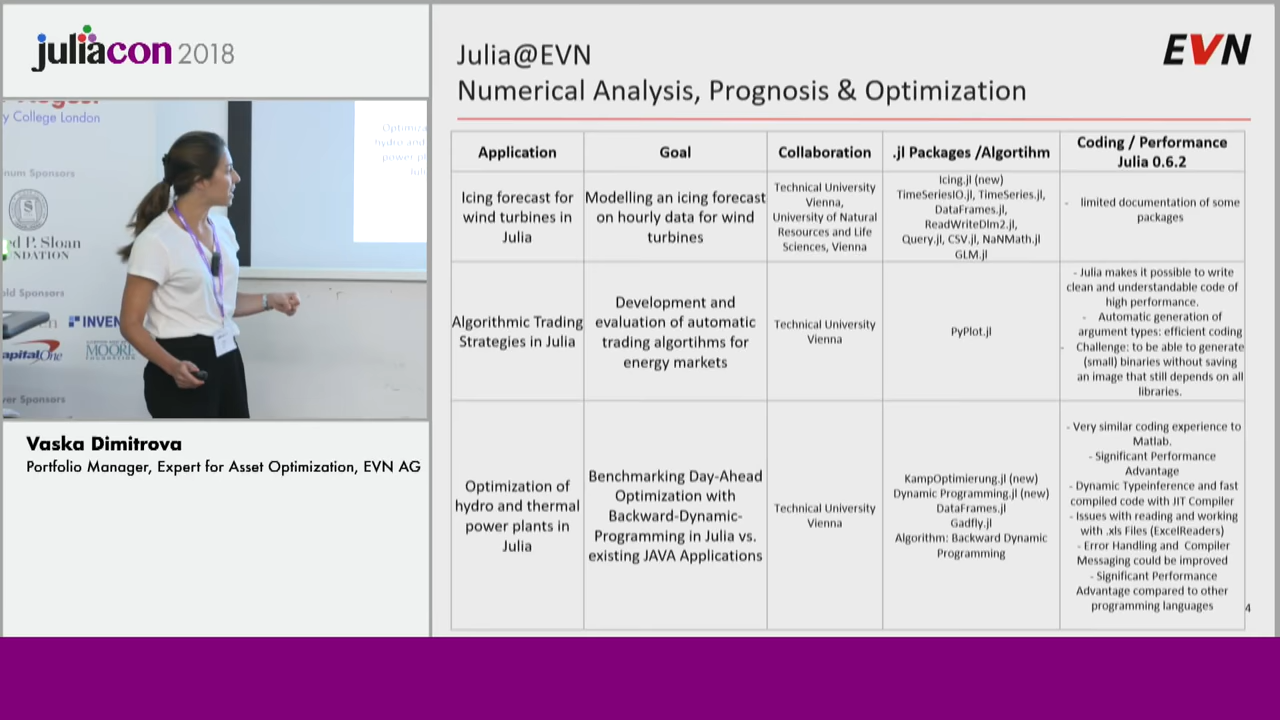 juliacon 2018
y College London
num Sponsors
ed P. Sloan
NDATION
old Sponsors
INVEN
apitalOne
MOORE
ver Sponsors
Optimiza
hydro and
power pl
Vaska Dimitrova
Portfolio Manager, Expert for Asset Optimization, EVN AG
Julia@EVN
Numerical Analysis, Prognosis & Optimization
EVN
Application
Goal
Collaboration
.jl Packages /Algortihm
Coding / Performance
Julia 0.6.2
Icing forecast for
wind turbines in
Julia
Modelling an icing forecast
on hourly data for wind
turbines
Technical University
Vienna,
University of Natural
Resources and Life
Sciences, Vienna
Icing.jl (new)
TimeSeriesIO.jl, TimeSeries.jl,
DataFrames.jl,
ReadWriteDlm2.jl,
Query.jl, CSV.jl, NaNMath.jl
GLM.jl
- limited documentation of some
packages
Algorithmic Trading
Strategies in Julia
Development and
evaluation of automatic
trading algortihms for
energy markets
Technical University
Vienna
PyPlot.jl
- Julia makes it possible to write
clean and understandable code of
high performance.
- Automatic generation of
argument types: efficient coding
- Challenge: to be able to generate
(small) binaries without saving
an image that still depends on all
libraries.
Optimization of
hydro and thermal
power plants in
Julia
Benchmarking Day-Ahead
Optimization with
Backward-Dynamic-
Programming in Julia vs.
existing JAVA Applications
Technical University
Vienna
KampOptimierung.jl (new)
Dynamic Programming.jl (new)
DataFrames.jl
Gadfly.jl
Algorithm: Backward Dynamic
Programming
- Very similar coding experience to
Matlab.
- Significant Performance
Advantage
- Dynamic Typeinference and fast
compiled code with JIT Compiler
- Issues with reading and working
with .xls Files (ExcelReaders)
- Error Handling and Compiler
Messaging could be improved
- Significant Performance
Advantage compared to other
programming languages
4